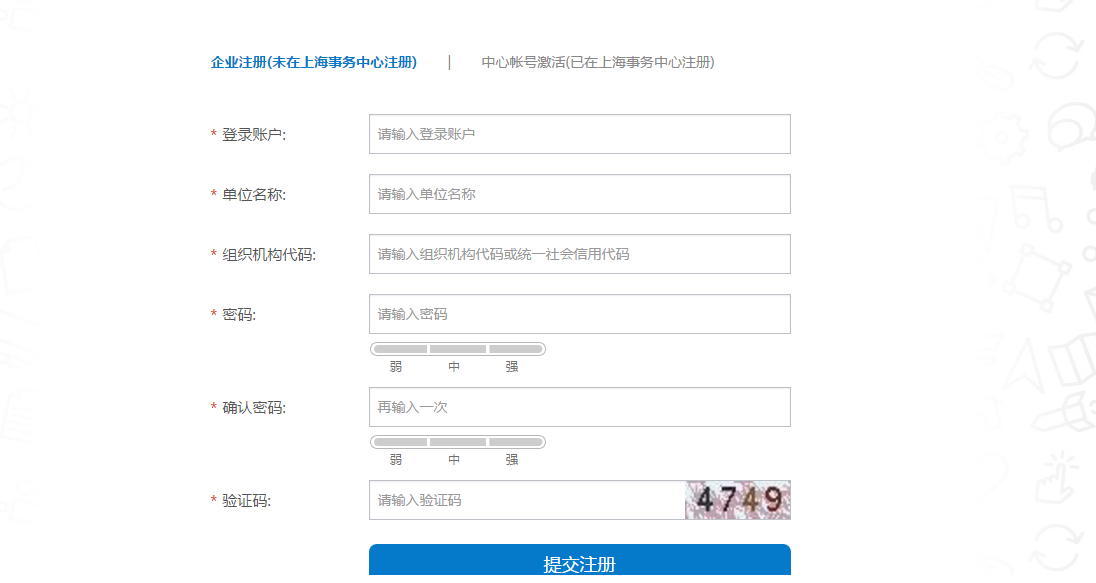 企业注册(未在上海事务中心注册) | 中心帐号激活(已在上海事务中心注册)
* 登录账户: 请输入登录账户
* 单位名称: 请输入单位名称
* 组织机构代码: 请输入组织机构代码或统一社会信用代码
* 密码: 请输入密码
弱 中 强
* 确认密码: 再输入一次
弱 中 强
* 验证码: 请输入验证码 4749
提交注册